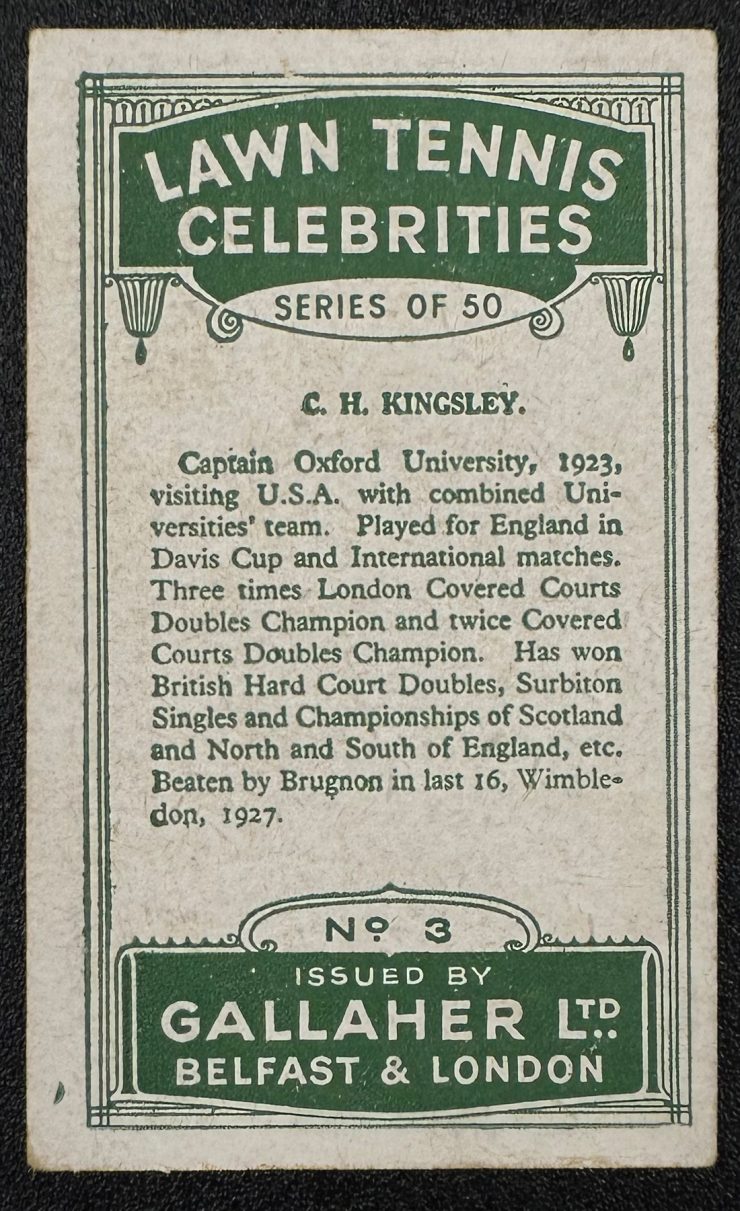 LAWN TENNIS
CELEBRITIES
SERIES OF 50
C. H. KINGSLEY.
Captain Oxford University, 1923,
visiting U.S.A. with combined Uni-
versities' team. Played for England in
Davis Cup and International matches.
Three times London Covered Courts
Doubles Champion and twice Covered
Courts Doubles Champion. Has won
British Hard Court Doubles, Surbiton
Singles and Championships of Scotland
and North and South of England, etc.
Beaten by Brugnon in last 16, Wimble-
don, 1927.
Nº 3
ISSUED BY
GALLAHER LTD
BELFAST & LONDON